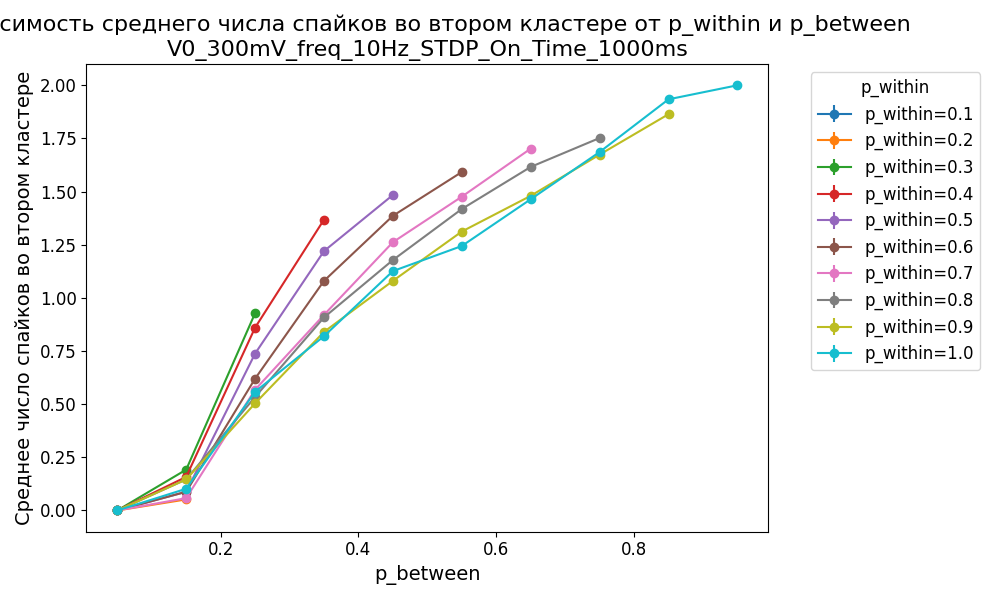 симость среднего числа спайков во втором кластере от p_within и p_between
V0_300mV_freq_10Hz_STDP_On_Time_1000ms
Среднее число спайков во втором кластере
2.00
1.75
1.50
1.25
1.00
0.75
0.50
0.25
0.00
0.2
0.4
0.6
0.8
p_between
p_within
p_within=0.1
p_within=0.2
p_within=0.3
p_within=0.4
p_within=0.5
p_within=0.6
p_within=0.7
p_within=0.8
p_within=0.9
p_within=1.0